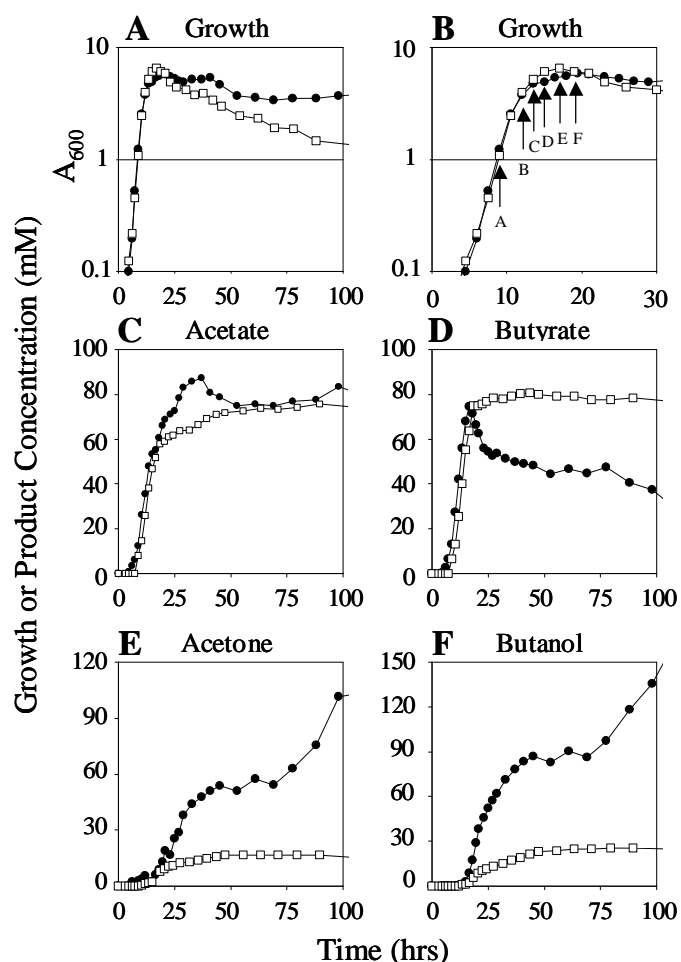 A Growth
B Growth
10
1
0.1
0 25 50 75 100
A600
10
1
0.1
0 10 20 30
A
B
C
D
E
F
C Acetate
D Butyrate
100
80
60
40
20
0
0 25 50 75 100
100
80
60
40
20
0
0 25 50 75 100
E Acetone
F Butanol
120
90
60
30
0
0 25 50 75 100
150
120
90
60
30
0
0 25 50 75 100
Growth or Product Concentration (mM)
Time (hrs)